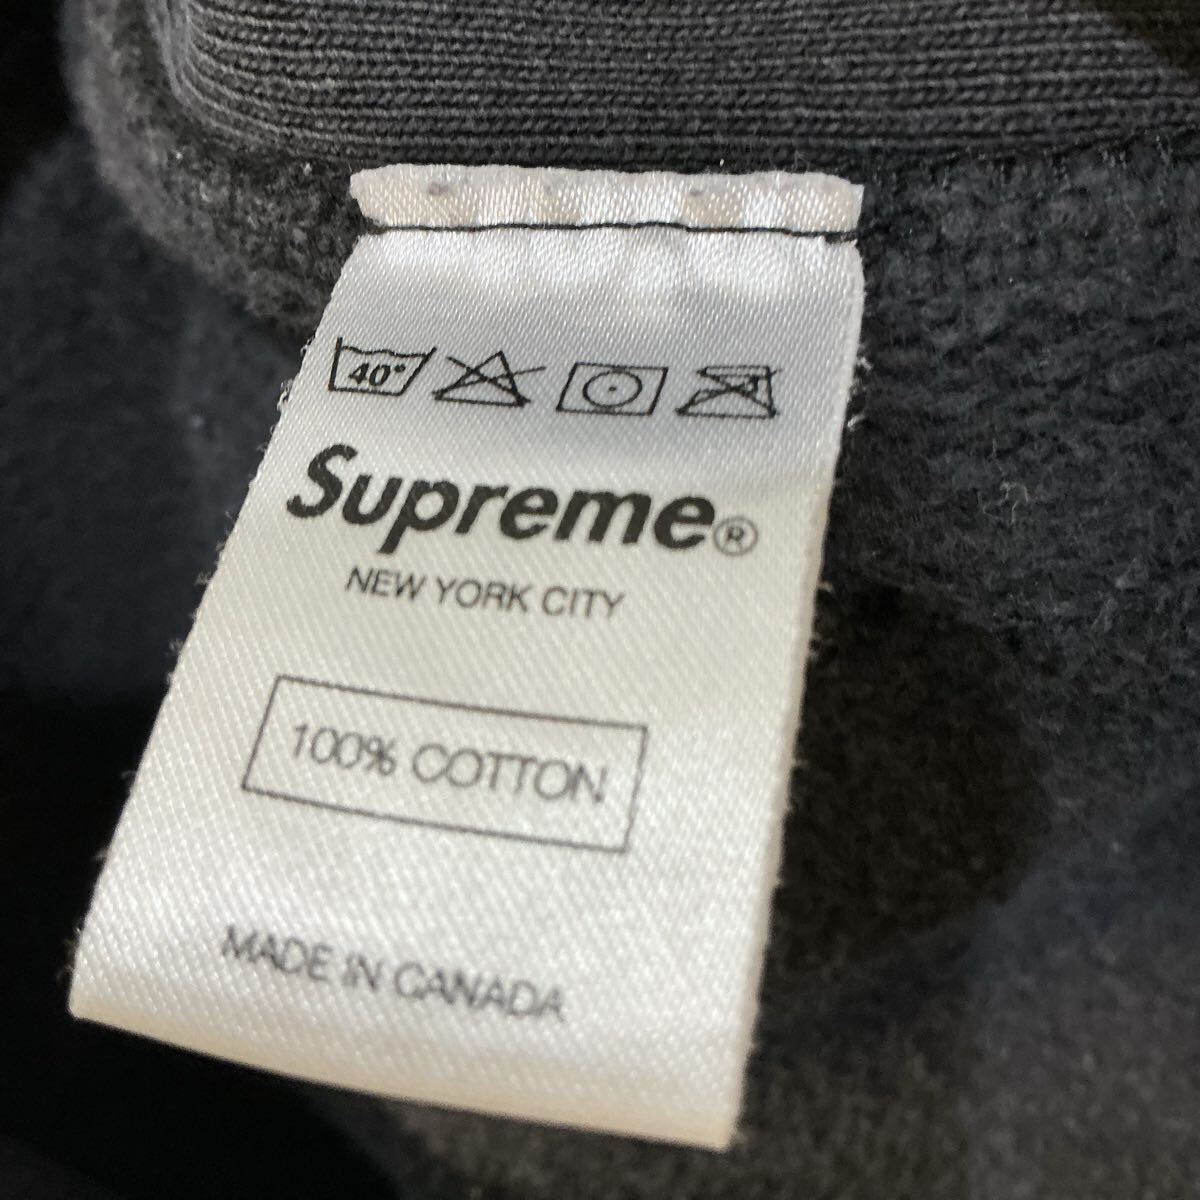 40°
Supreme®
NEW YORK CITY
100% COTTON
MADE IN CANADA